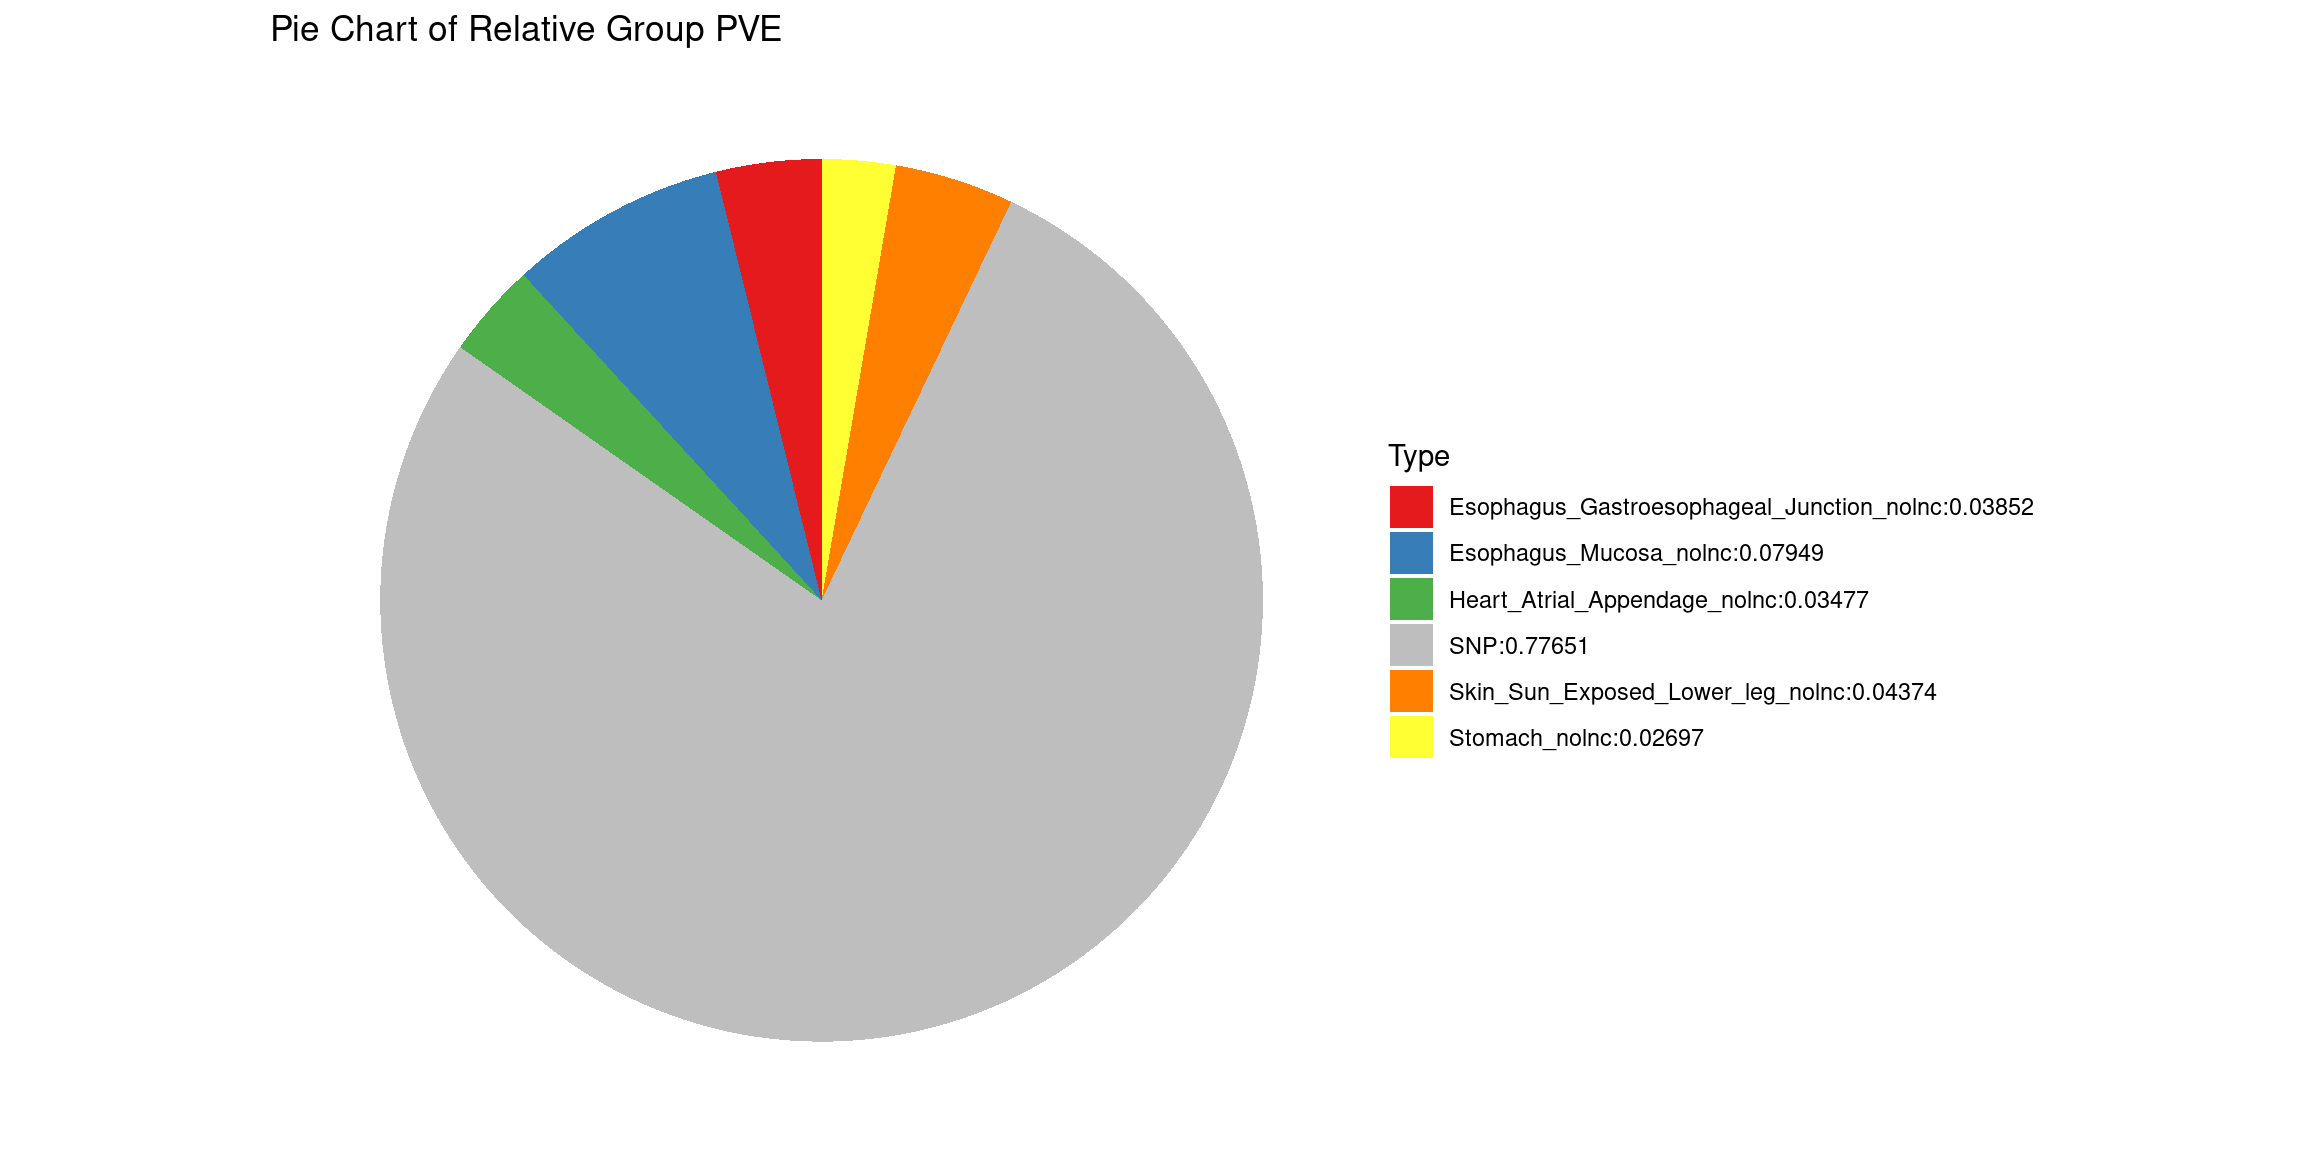 Pie Chart of Relative Group PVE
Type
Esophagus_Gastroesophageal_Junction_nolnc:0.03852
Esophagus_Mucosa_nolnc:0.07949
Heart_Atrial_Appendage_nolnc:0.03477
SNP:0.77651
Skin_Sun_Exposed_Lower_leg_nolnc:0.04374
Stomach_nolnc:0.02697